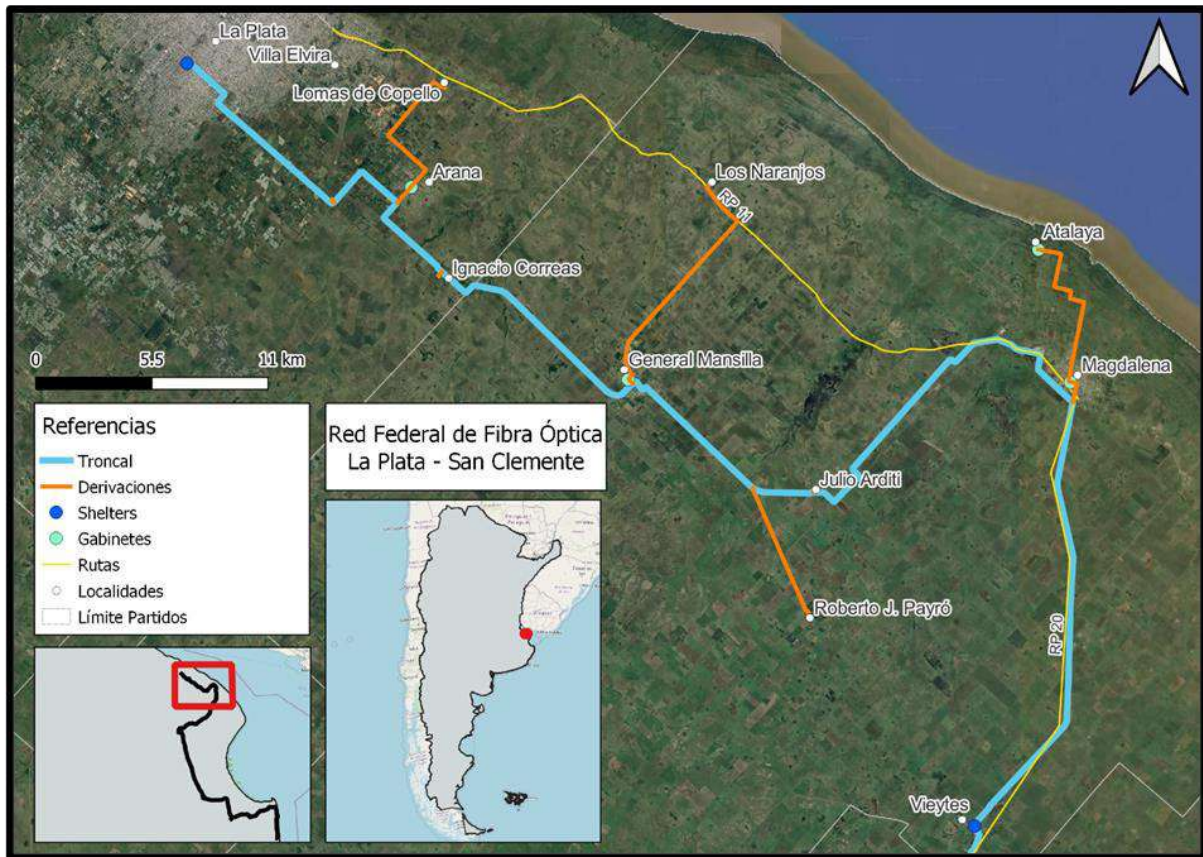 La Plata
Villa Elvira
Lomas de Copello
Arana
Los Naranjos
RP 11
Atalaya
Ignacio Correas
General Mansilla
Magdalena
Julio Arditi
Roberto J. Payró
RP 20
Vieytes
0 5.5 11 km
Referencias
Troncal
Derivaciones
Shelters
Gabinetes
Rutas
Localidades
Límite Partidos
Red Federal de Fibra Óptica
La Plata - San Clemente